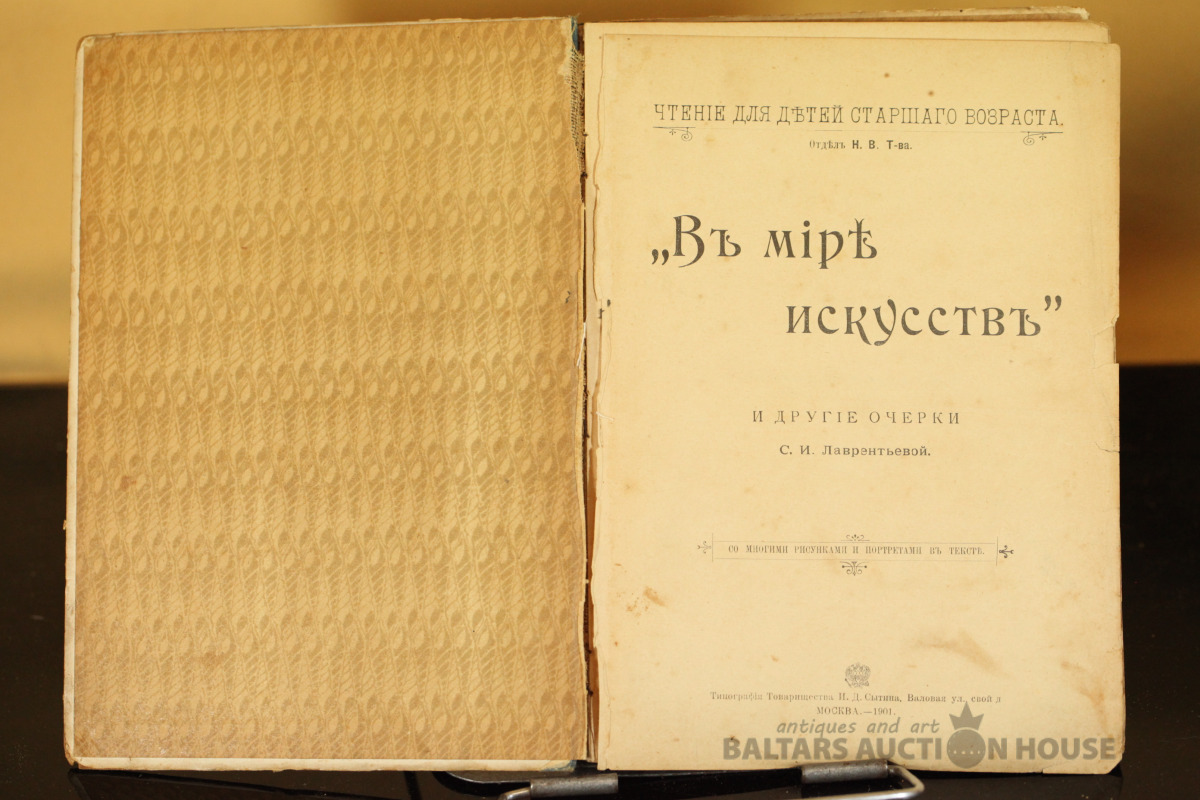 ЧТЕНІЕ ДЛЯ ДѢТЕЙ СТАРШАГО ВОЗРАСТА.
Отдѣлъ Н. В. Т-ва.
„Въ мірѣ
искусствъ”
И ДРУГІЕ ОЧЕРКИ
С. И. Лаврентьевой.
СО МНОГИМИ РИСУНКАМИ И ПОРТРЕТАМИ ВЪ ТЕКСТѢ.
Типографія Товарищества И. Д. Сытина, Валовая ул., свой д
МОСКВА.—1901.
antiques and art
BALTARS AUCTION HOUSE